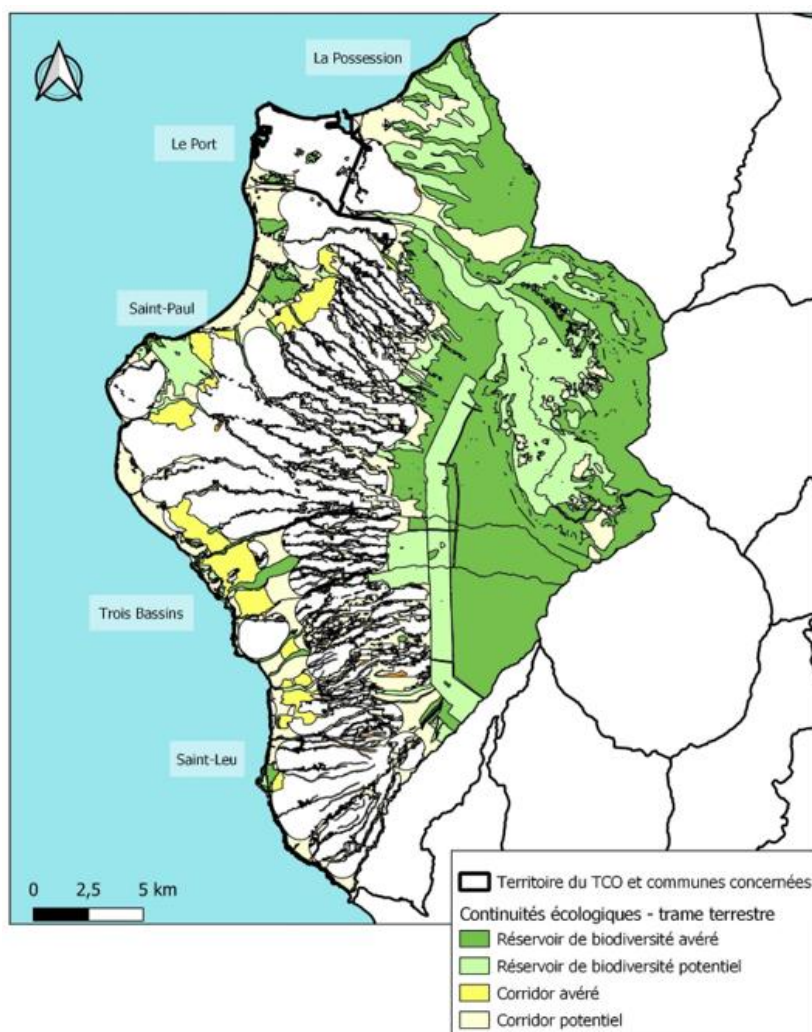 La Possession
Le Port
Saint-Paul
Trois Bassins
Saint-Leu
0 2,5 5 km
Territoire du TCO et communes concernées
Continuités écologiques - trame terrestre
Réservoir de biodiversité avéré
Réservoir de biodiversité potentiel
Corridor avéré
Corridor potentiel